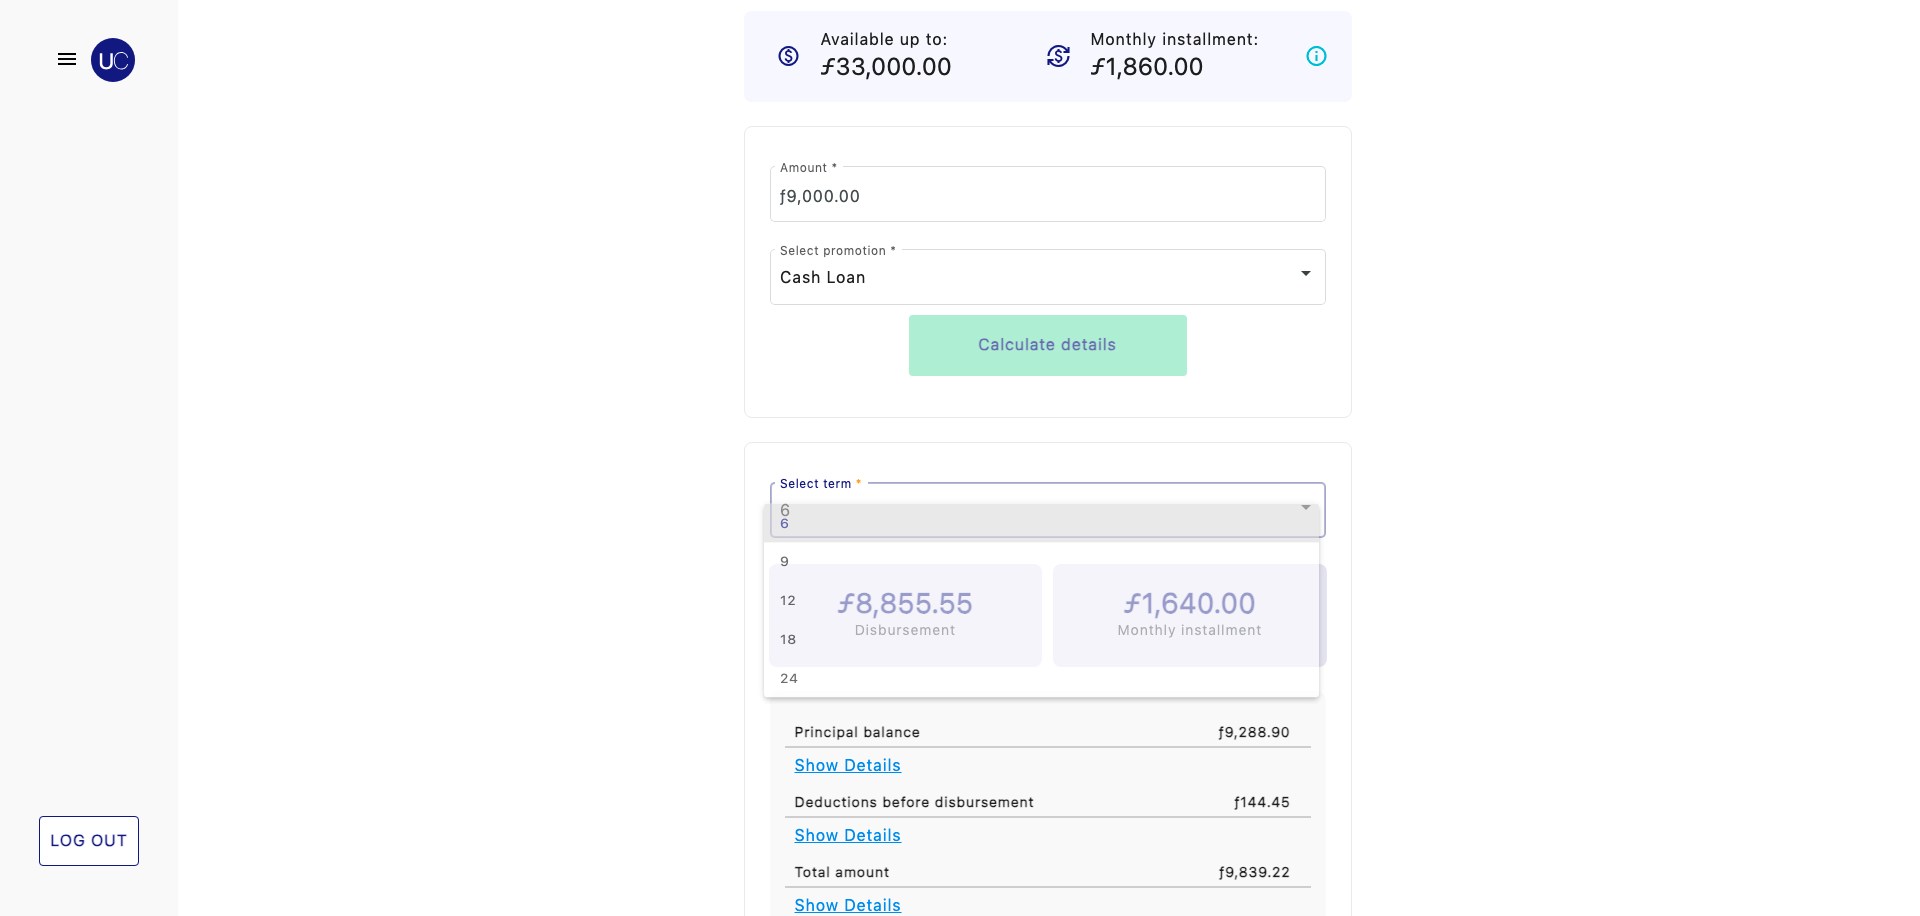 UC
Available up to:
ƒ33,000.00
Monthly installment:
ƒ1,860.00
Amount *
ƒ9,000.00
Select promotion *
Cash Loan
Calculate details
Select term *
6
6
9
12
18
24
ƒ8,855.55
Disbursement
ƒ1,640.00
Monthly installment
Principal balance ƒ9,288.90
Show Details
Deductions before disbursement ƒ144.45
Show Details
Total amount ƒ9,839.22
Show Details
LOG OUT